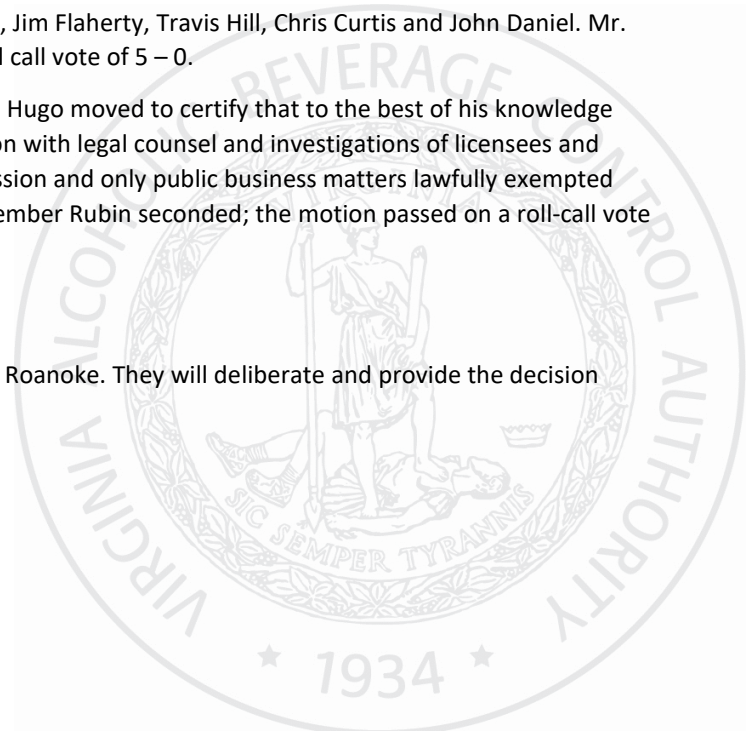 , Jim Flaherty, Travis Hill, Chris Curtis and John Daniel. Mr.
l call vote of 5 – 0.
Hugo moved to certify that to the best of his knowledge
on with legal counsel and investigations of licensees and
ssion and only public business matters lawfully exempted
ember Rubin seconded; the motion passed on a roll-call vote
Roanoke. They will deliberate and provide the decision
VIRGINIA ALCOHOLIC BEVERAGE CONTROL AUTHORITY
VIRGINIA
SIC SEMPER TYRANNIS
★ 1934 ★